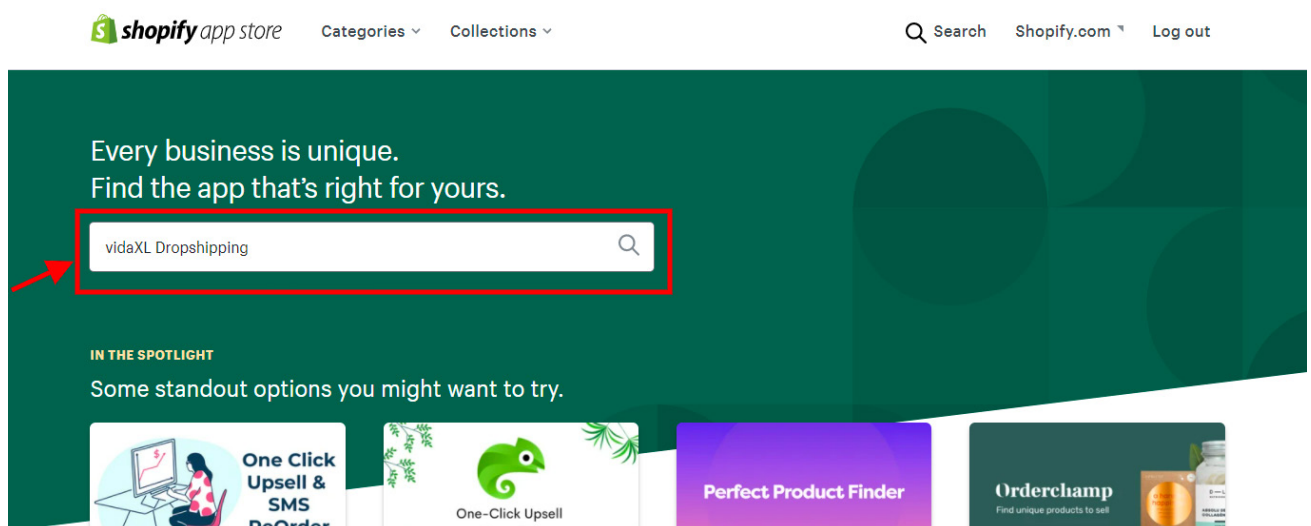 shopify app store
Categories
Collections
Search
Shopify.com
Log out
Every business is unique.
Find the app that's right for yours.
vidaXL Dropshipping
IN THE SPOTLIGHT
Some standout options you might want to try.
One Click
Upsell &
SMS
ReOrder
One-Click Upsell
Perfect Product Finder
Orderchamp
Find unique products to sell